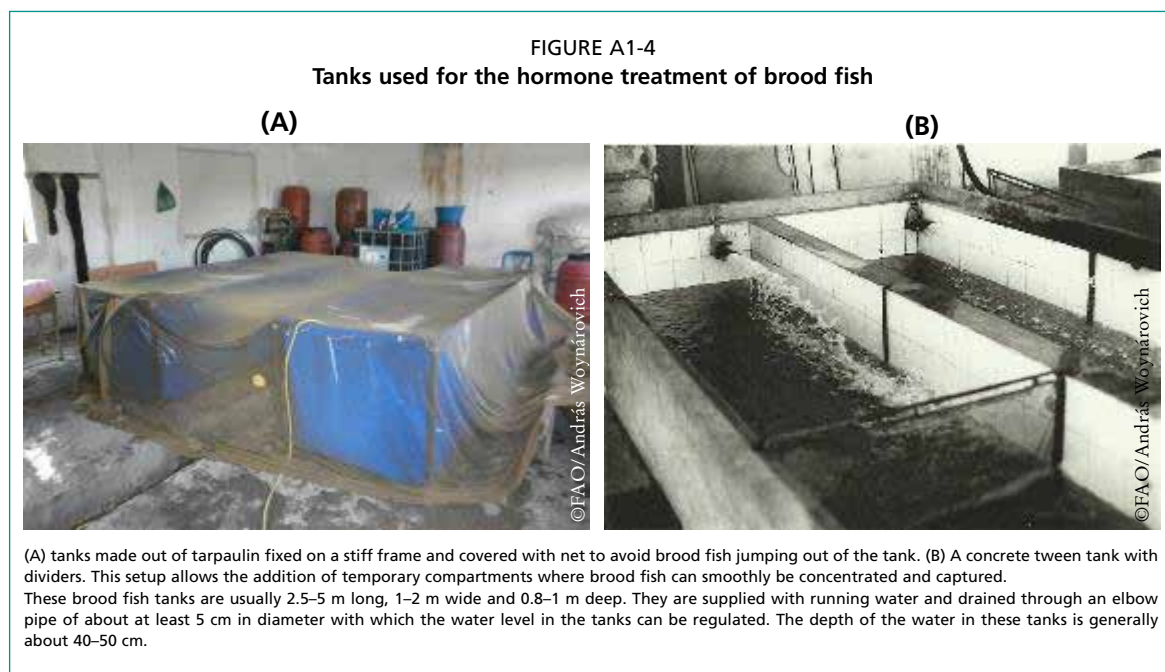 FIGURE A1-4
Tanks used for the hormone treatment of brood fish
(A)
(B)
©FAO/András Woynárovich
©FAO/András Woynárovich
(A) tanks made out of tarpaulin fixed on a stiff frame and covered with net to avoid brood fish jumping out of the tank. (B) A concrete tween tank with
dividers. This setup allows the addition of temporary compartments where brood fish can smoothly be concentrated and captured.
These brood fish tanks are usually 2.5–5 m long, 1–2 m wide and 0.8–1 m deep. They are supplied with running water and drained through an elbow
pipe of about at least 5 cm in diameter with which the water level in the tanks can be regulated. The depth of the water in these tanks is generally
about 40–50 cm.